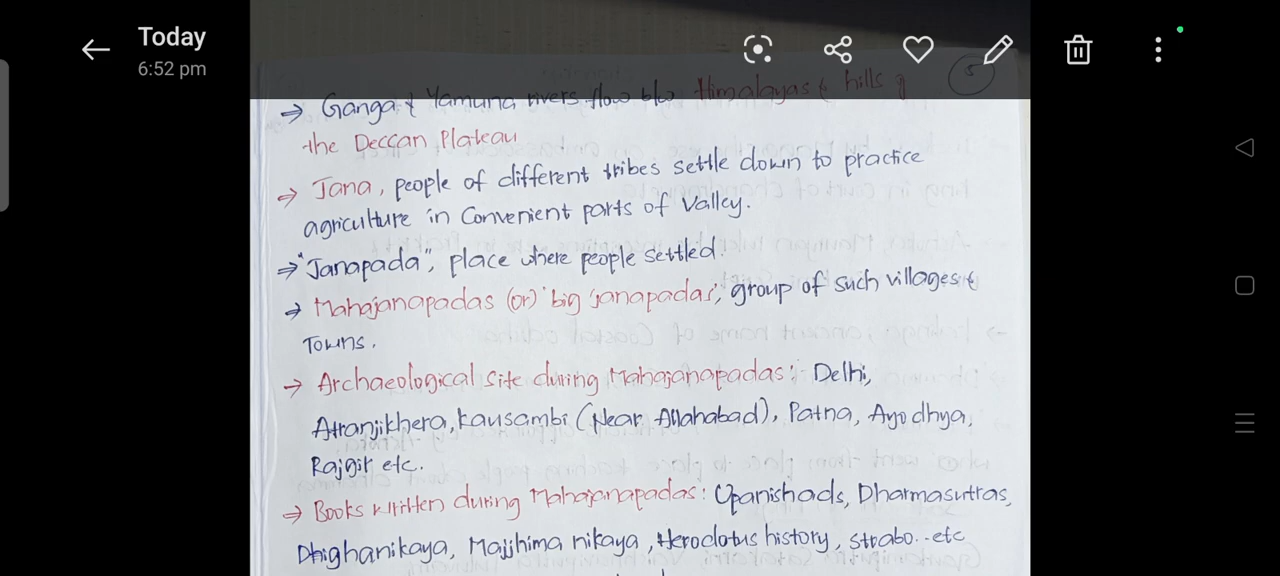 Today
6:52 pm
5
→ Ganga & Yamuna rivers flow b/w Himalayas & hills of
the Deccan Plateau
→ Jana, people of different tribes settle down to practice
agriculture in Convenient parts of Valley.
→ "Janapada", place where people settled.
→ Mahajanapadas (or) 'big janapadas', group of such villages &
Towns.
→ Archaeological Site during Mahajanapadas: Delhi,
Atranjikhera, Kausambi (Near Allahabad), Patna, Ayodhya,
Rajgir etc.
→ Books written during Mahajanapadas: Upanishads, Dharmasutras,
Dhighanikaya, Majjhima nikaya, Herodotus history, Strabo..etc